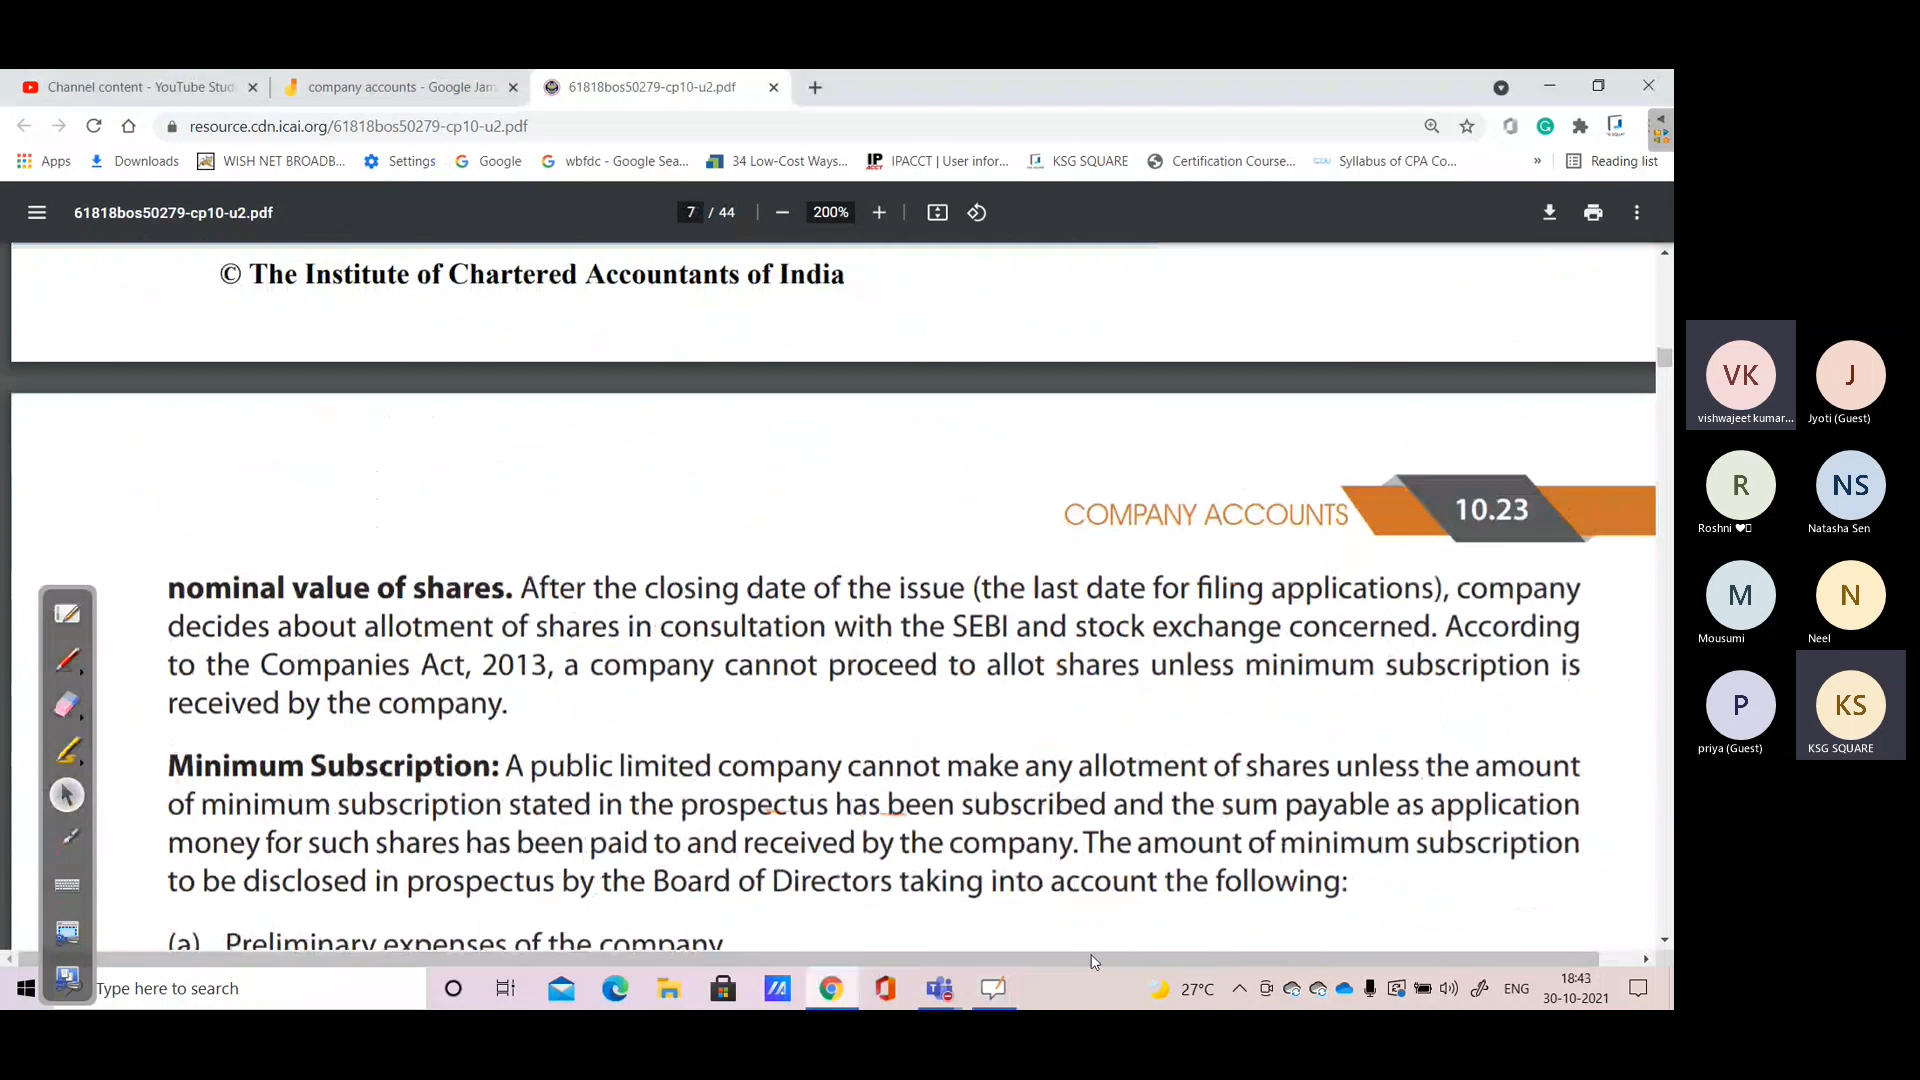 Channel content - YouTube Stud
company accounts - Google Jam
61818bos50279-cp10-u2.pdf
resource.cdn.icai.org/61818bos50279-cp10-u2.pdf
Apps
Downloads
WISH NET BROADB...
Settings
Google
wbfdc - Google Sea...
34 Low-Cost Ways...
IPACCT | User infor...
KSG SQUARE
Certification Course...
Syllabus of CPA Co...
»
Reading list
61818bos50279-cp10-u2.pdf
7 / 44
200%
© The Institute of Chartered Accountants of India
COMPANY ACCOUNTS
10.23
nominal value of shares. After the closing date of the issue (the last date for filing applications), company
decides about allotment of shares in consultation with the SEBI and stock exchange concerned. According
to the Companies Act, 2013, a company cannot proceed to allot shares unless minimum subscription is
received by the company.
Minimum Subscription: A public limited company cannot make any allotment of shares unless the amount
of minimum subscription stated in the prospectus has been subscribed and the sum payable as application
money for such shares has been paid to and received by the company. The amount of minimum subscription
to be disclosed in prospectus by the Board of Directors taking into account the following:
(a) Preliminary expenses of the company
Type here to search
27°C
ENG
18:43
30-10-2021
VK
vishwajeet kumar...
J
Jyoti (Guest)
R
Roshni
NS
Natasha Sen
M
Mousumi
N
Neel
P
priya (Guest)
KS
KSG SQUARE